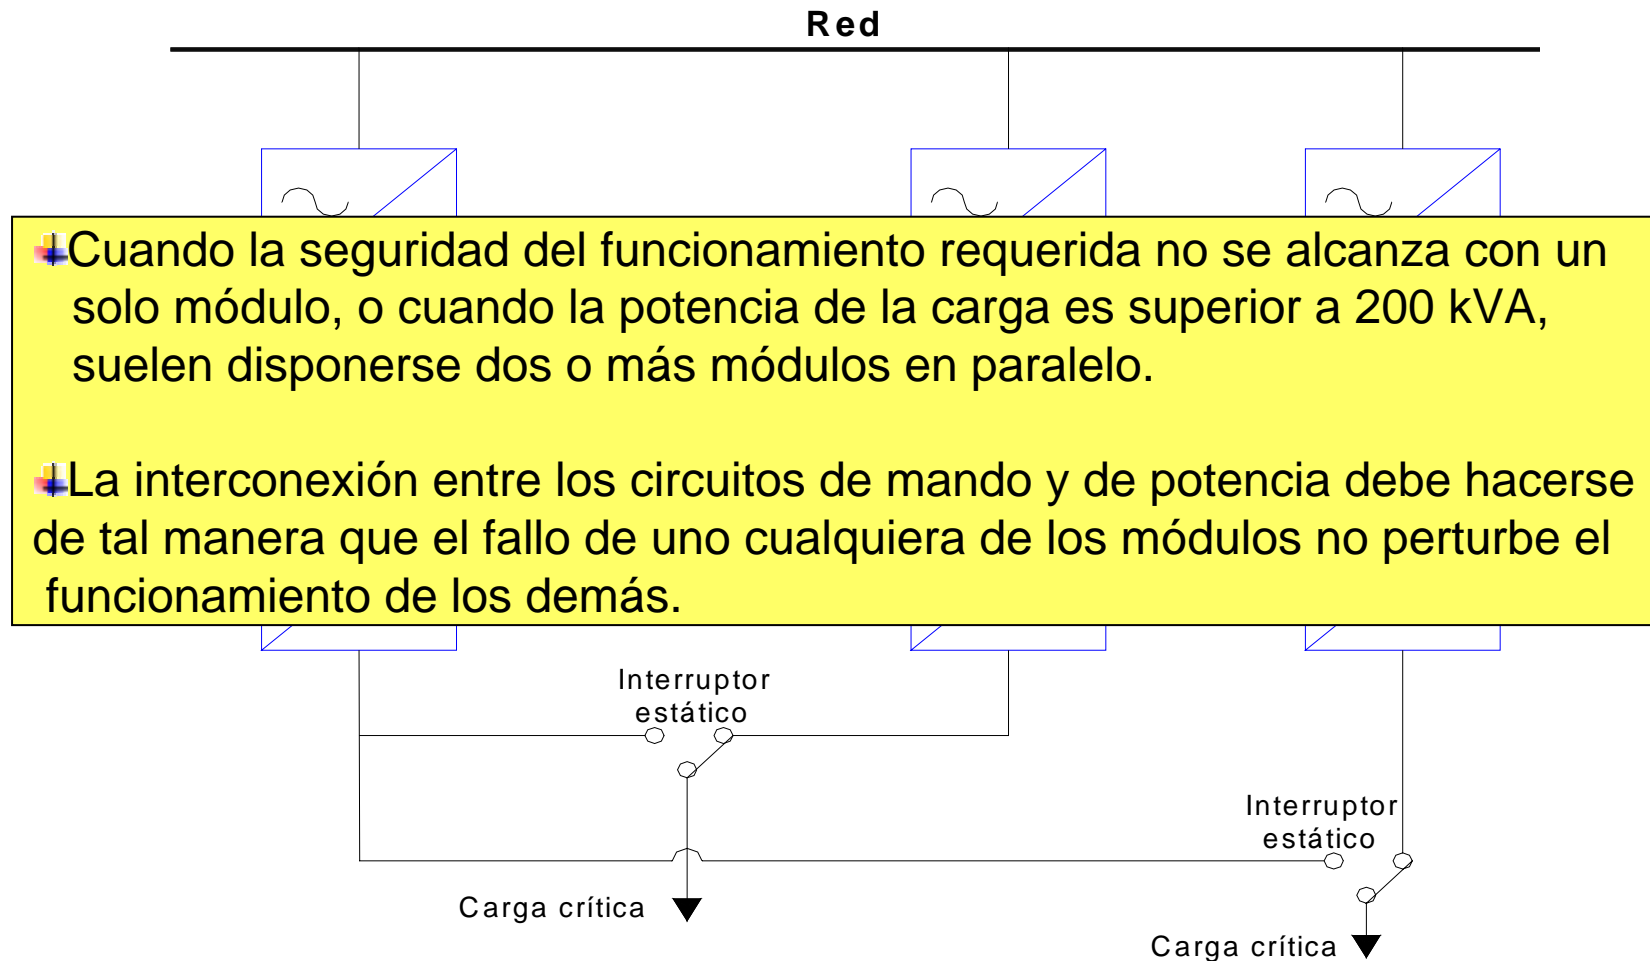 Red
Cuando la seguridad del funcionamiento requerida no se alcanza con un
solo módulo, o cuando la potencia de la carga es superior a 200 kVA,
suelen disponerse dos o más módulos en paralelo.
La interconexión entre los circuitos de mando y de potencia debe hacerse
de tal manera que el fallo de uno cualquiera de los módulos no perturbe el
funcionamiento de los demás.
Interruptor
estático
Interruptor
estático
Carga crítica
Carga crítica